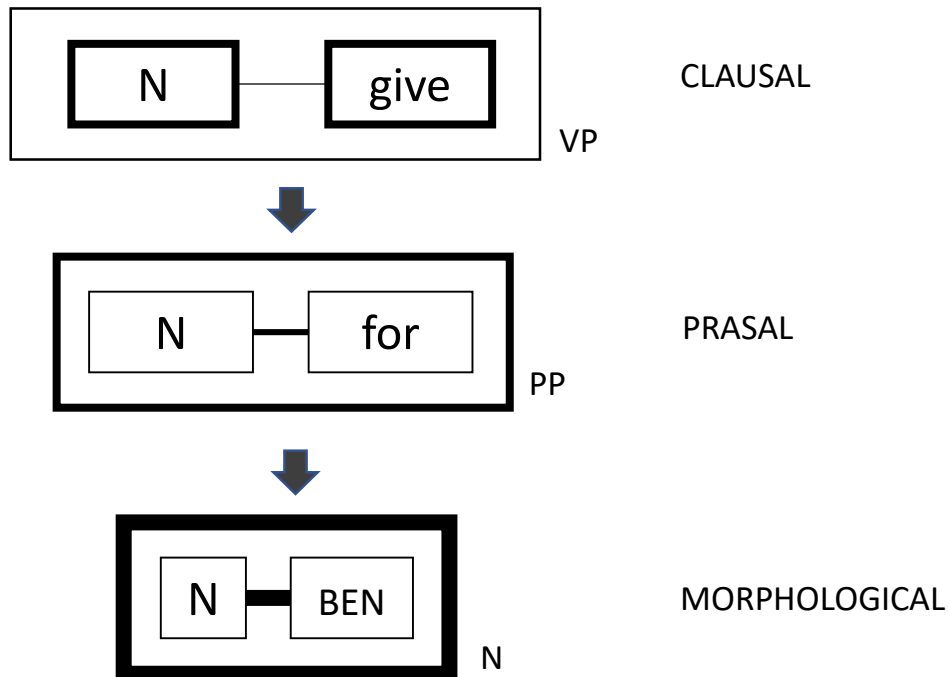 N give CLAUSAL
VP
N for PRASAL
PP
N BEN MORPHOLOGICAL
N